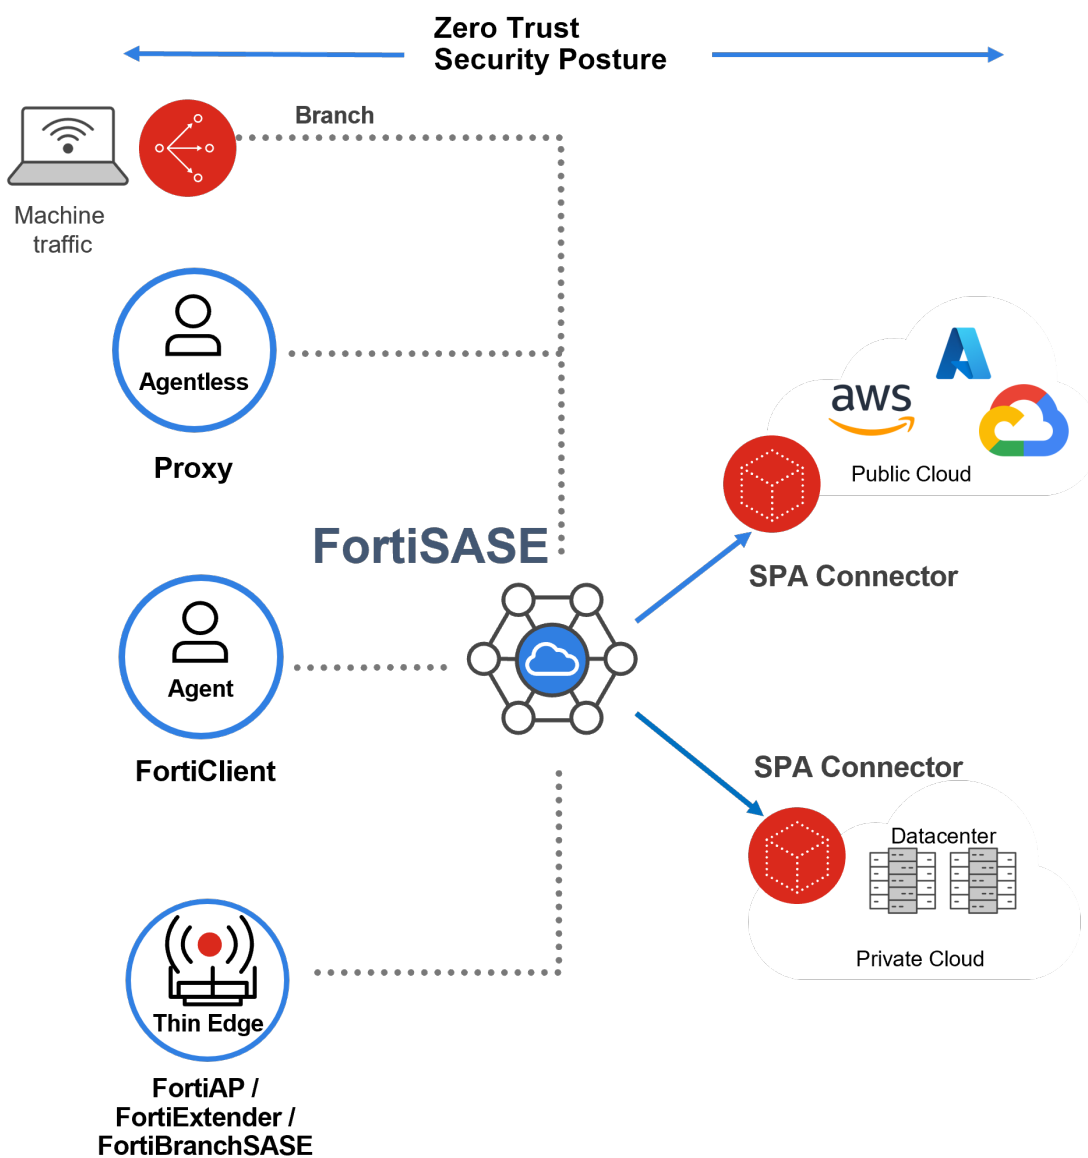 Zero Trust
Security Posture
Branch
Machine
traffic
Agentless
Proxy
aws
Public Cloud
FortiSASE
SPA Connector
Agent
FortiClient
SPA Connector
Datacenter
Private Cloud
Thin Edge
FortiAP /
FortiExtender /
FortiBranchSASE